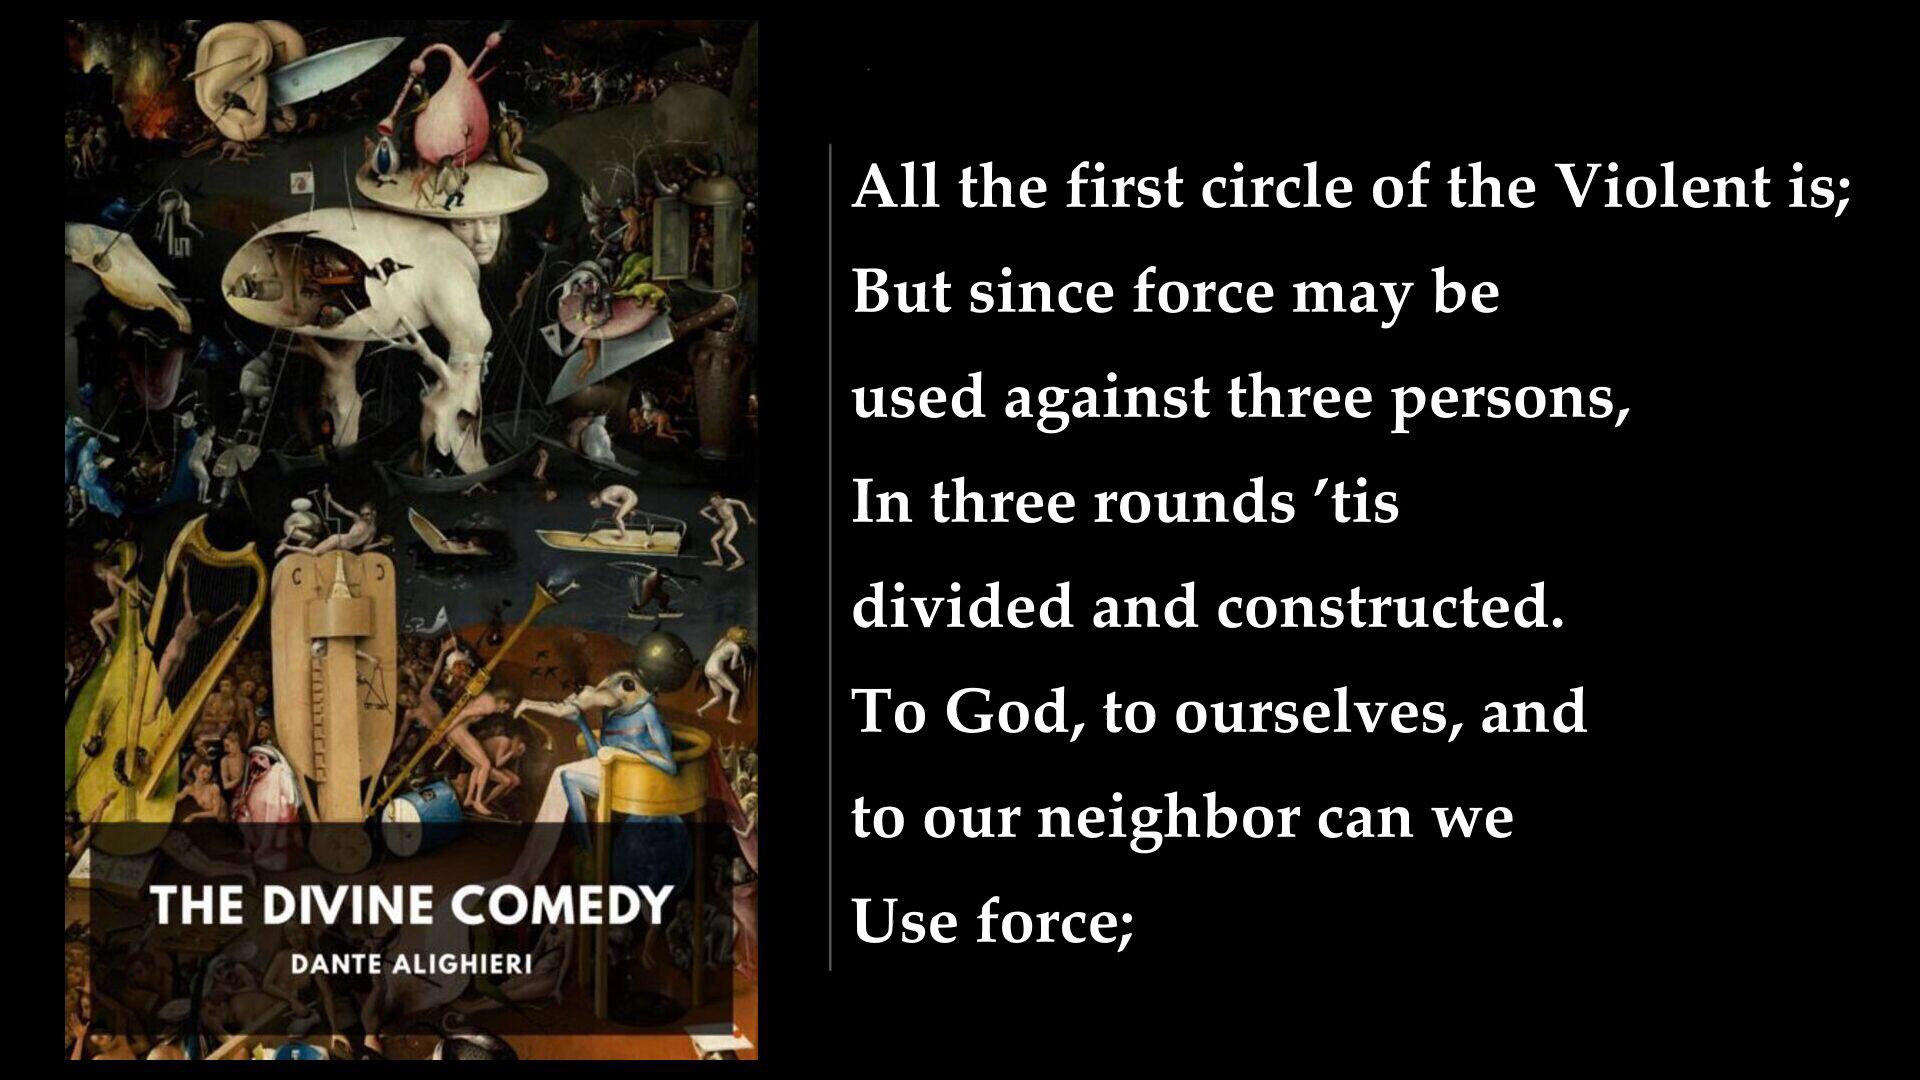 THE DIVINE COMEDY
DANTE ALIGHIERI
All the first circle of the Violent is;
But since force may be
used against three persons,
In three rounds ’tis
divided and constructed.
To God, to ourselves, and
to our neighbor can we
Use force;